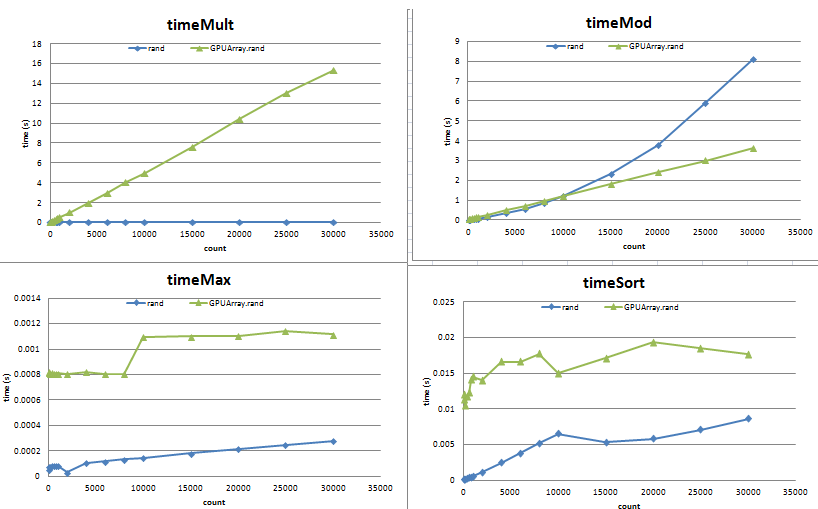 timeMult
rand GPUArray.rand
18
16
14
12
10
8
6
4
2
0
time (s)
0 5000 10000 15000 20000 25000 30000 35000
count
timeMod
rand GPUArray.rand
9
8
7
6
5
4
3
2
1
0
time (s)
0 5000 10000 15000 20000 25000 30000 35000
count
timeMax
rand GPUArray.rand
0.0014
0.0012
0.001
0.0008
0.0006
0.0004
0.0002
0
time (s)
0 5000 10000 15000 20000 25000 30000 35000
count
timeSort
rand GPUArray.rand
0.025
0.02
0.015
0.01
0.005
0
time (s)
0 5000 10000 15000 20000 25000 30000 35000
count